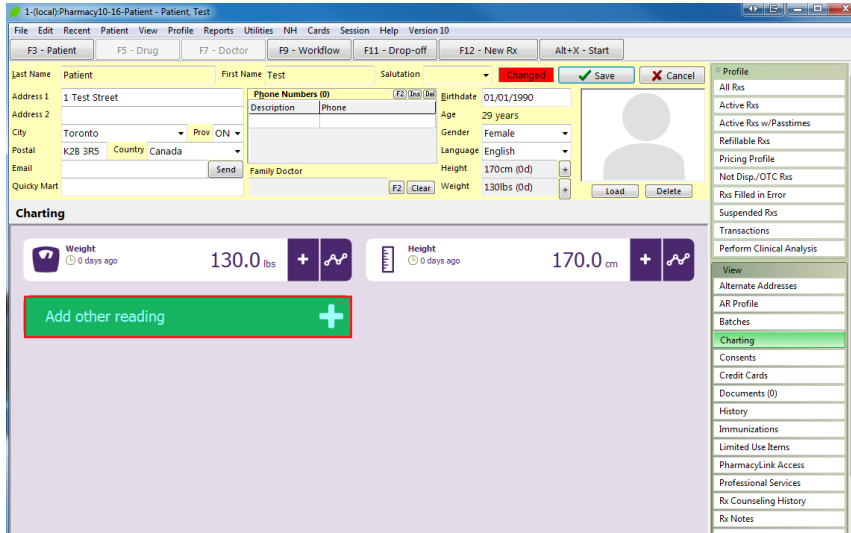 1-(local):Pharmacy10-16-Patient - Patient, Test
File Edit Recent Patient View Profile Reports Utilities NH Cards Session Help Version 10
F3 - Patient F5 - Drug F7 - Doctor F9 - Workflow F11 - Drop-off F12 - New Rx Alt+X - Start
Last Name Patient First Name Test Salutation Changed Save Cancel
Address 1 1 Test Street Phone Numbers (0) F2 Ins Del Birthdate 01/01/1990
Address 2 Description Phone Age 29 years
City Toronto Prov ON Gender Female
Postal K2B 3R5 Country Canada Language English
Email Send Family Doctor Height 170cm (0d) +
Quicky Mart F2 Clear Weight 130lbs (0d) + Load Delete
Charting
Weight
0 days ago
130.0 lbs
+
Height
0 days ago
170.0 cm
+
Add other reading +
Profile
All Rxs
Active Rxs
Active Rxs w/Passtimes
Refillable Rxs
Pricing Profile
Not Disp./OTC Rxs
Rxs Filled in Error
Suspended Rxs
Transactions
Perform Clinical Analysis
View
Alternate Addresses
AR Profile
Batches
Charting
Consents
Credit Cards
Documents (0)
History
Immunizations
Limited Use Items
PharmacyLink Access
Professional Services
Rx Counseling History
Rx Notes